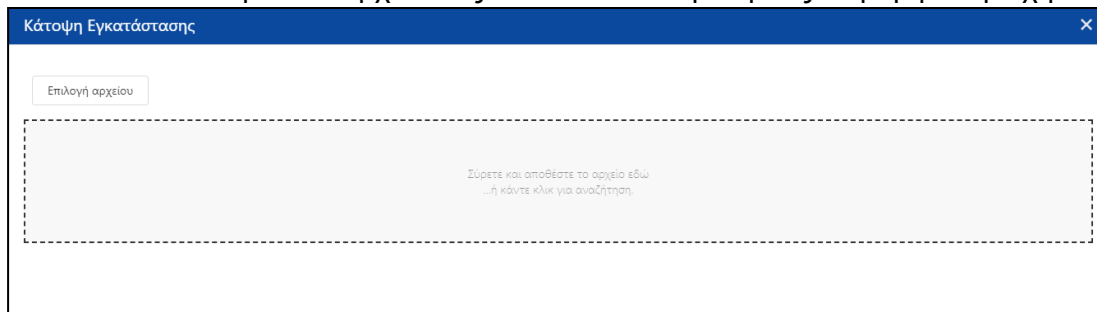 Κάτοψη Εγκατάστασης
Επιλογή αρχείου
Σύρετε και αποθέστε το αρχείο εδώ
...ή κάντε κλικ για αναζήτηση.